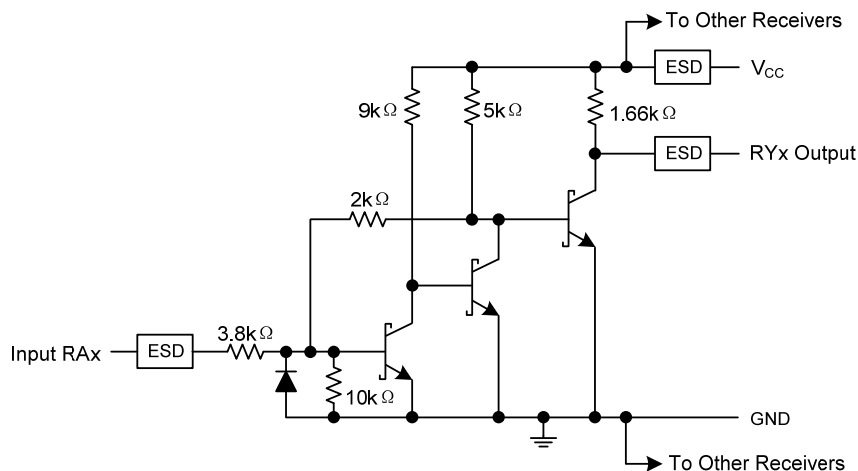 To Other Receivers
ESD
V_CC
9kΩ
5kΩ
1.66kΩ
ESD
RYx Output
2kΩ
3.8kΩ
Input RAx
ESD
10kΩ
GND
To Other Receivers